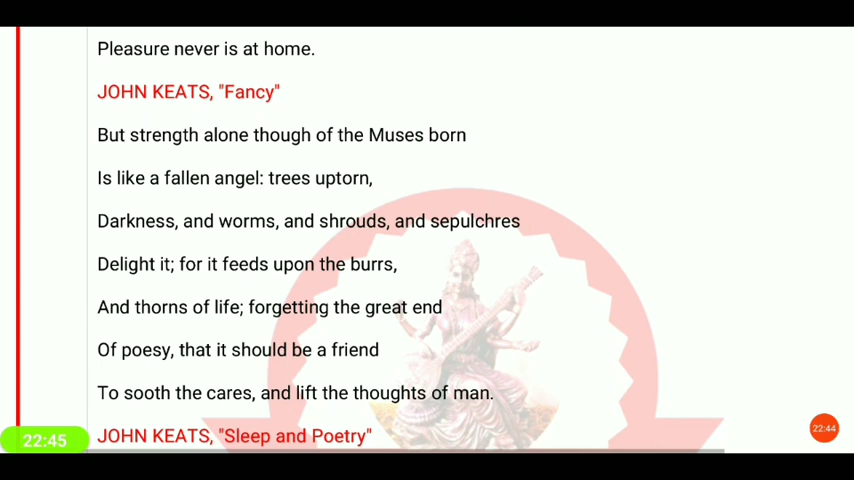 Pleasure never is at home.
JOHN KEATS, "Fancy"
But strength alone though of the Muses born
Is like a fallen angel: trees uptorn,
Darkness, and worms, and shrouds, and sepulchres
Delight it; for it feeds upon the burrs,
And thorns of life; forgetting the great end
Of poesy, that it should be a friend
To sooth the cares, and lift the thoughts of man.
JOHN KEATS, "Sleep and Poetry"
22:45
22:44